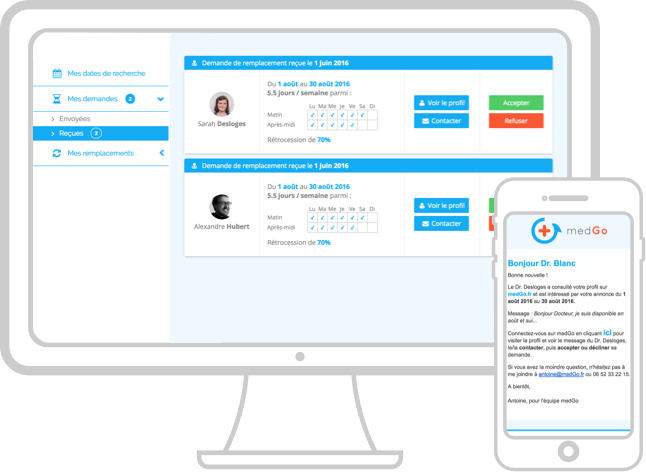 Mes dates de recherche
Mes demandes 2
Envoyées
Reçues 2
Mes remplacements
Demande de remplacement reçue le 1 juin 2016
Sarah Desloges
Du 1 août au 30 août 2016
5.5 jours / semaine parmi :
Lu Ma Me Je Ve Sa Di
Matin
Après-midi
Rétrocession de 70%
Voir le profil
Contacter
Accepter
Refuser
Demande de remplacement reçue le 1 juin 2016
Alexandre Hubert
Du 1 août au 30 août 2016
5.5 jours / semaine parmi :
Lu Ma Me Je Ve Sa Di
Matin
Après-midi
Rétrocession de 70%
Voir le profil
Contacter
medGo
Bonjour Dr. Blanc
Bonne nouvelle !
Le Dr. Desloges a consulté votre profil sur
medGo.fr et est intéressé par votre annonce du 1
août 2016 au 30 août 2016.
Message : Bonjour Docteur, je suis disponible en
août et sui...
Connectez-vous sur medGo en cliquant ici pour
visiter le profil et voir le message du Dr. Desloges,
le/la contacter, puis accepter ou décliner sa
demande.
Si vous avez la moindre question, n'hésitez pas à
me joindre à antoine@medGo.fr ou 06 52 33 22 15.
A bientôt,
Antoine, pour l'équipe medGo